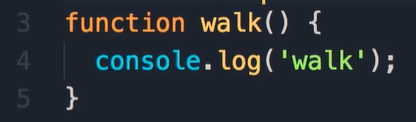 3 function walk() {
4 console.log('walk');
5 }